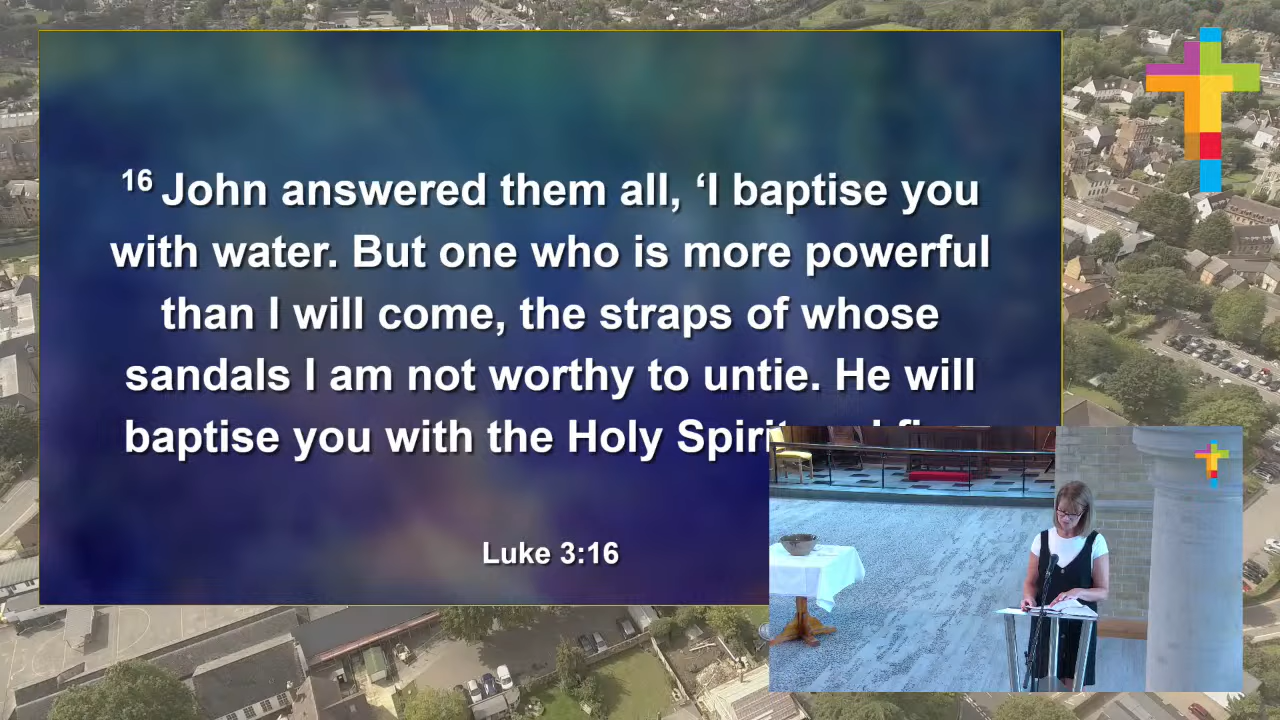 16 John answered them all, ‘I baptise you
with water. But one who is more powerful
than I will come, the straps of whose
sandals I am not worthy to untie. He will
baptise you with the Holy
Luke 3:16